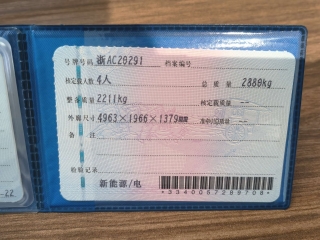 号牌号码 浙AC29291 档案编号
核定载人数 4人 总质量 2880kg
整备质量 2211kg 核定载质量 --
外廓尺寸 4963×1966×1379mm 准牵引总质量 --
备注
检验记录
新能源/电
*3340057299708*
22